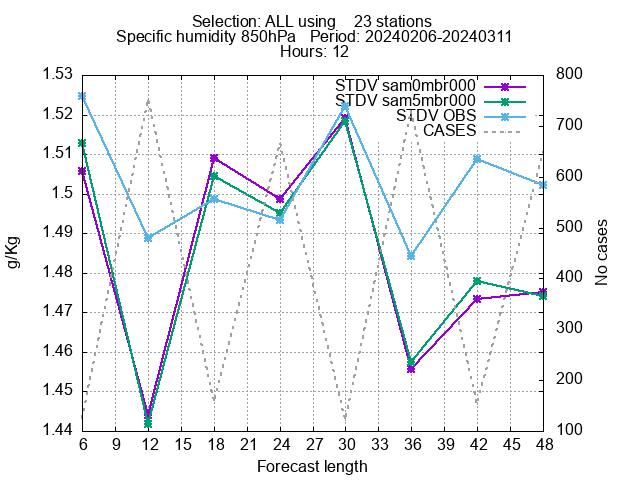 Selection: ALL using    23 stations
Specific humidity 850hPa   Period: 20240206-20240311
Hours: 12
STDV sam0mbr000
STDV sam5mbr000
STDV OBS
CASES
1.53
1.52
1.51
1.5
1.49
1.48
1.47
1.46
1.45
1.44
g/Kg
800
700
600
500
400
300
200
100
No cases
6 9 12 15 18 21 24 27 30 33 36 39 42 45 48
Forecast length